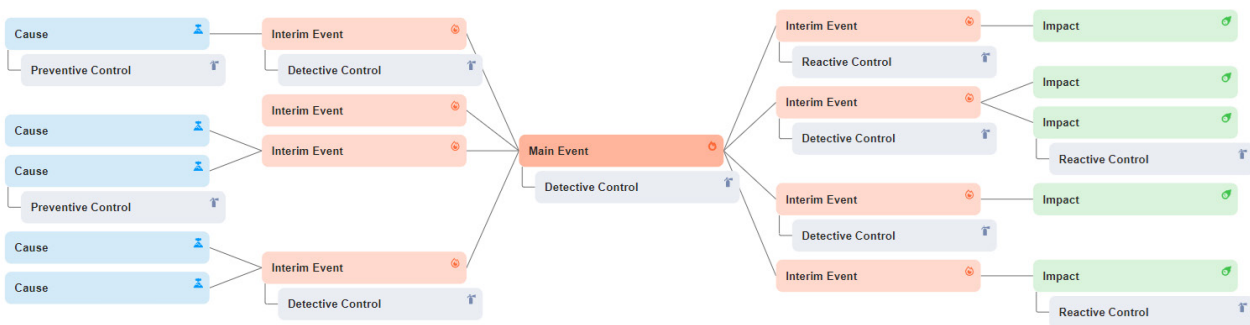 Cause
Preventive Control
Cause
Cause
Preventive Control
Cause
Cause
Interim Event
Detective Control
Interim Event
Interim Event
Interim Event
Detective Control
Main Event
Detective Control
Interim Event
Reactive Control
Interim Event
Detective Control
Interim Event
Detective Control
Interim Event
Impact
Impact
Impact
Reactive Control
Impact
Impact
Reactive Control